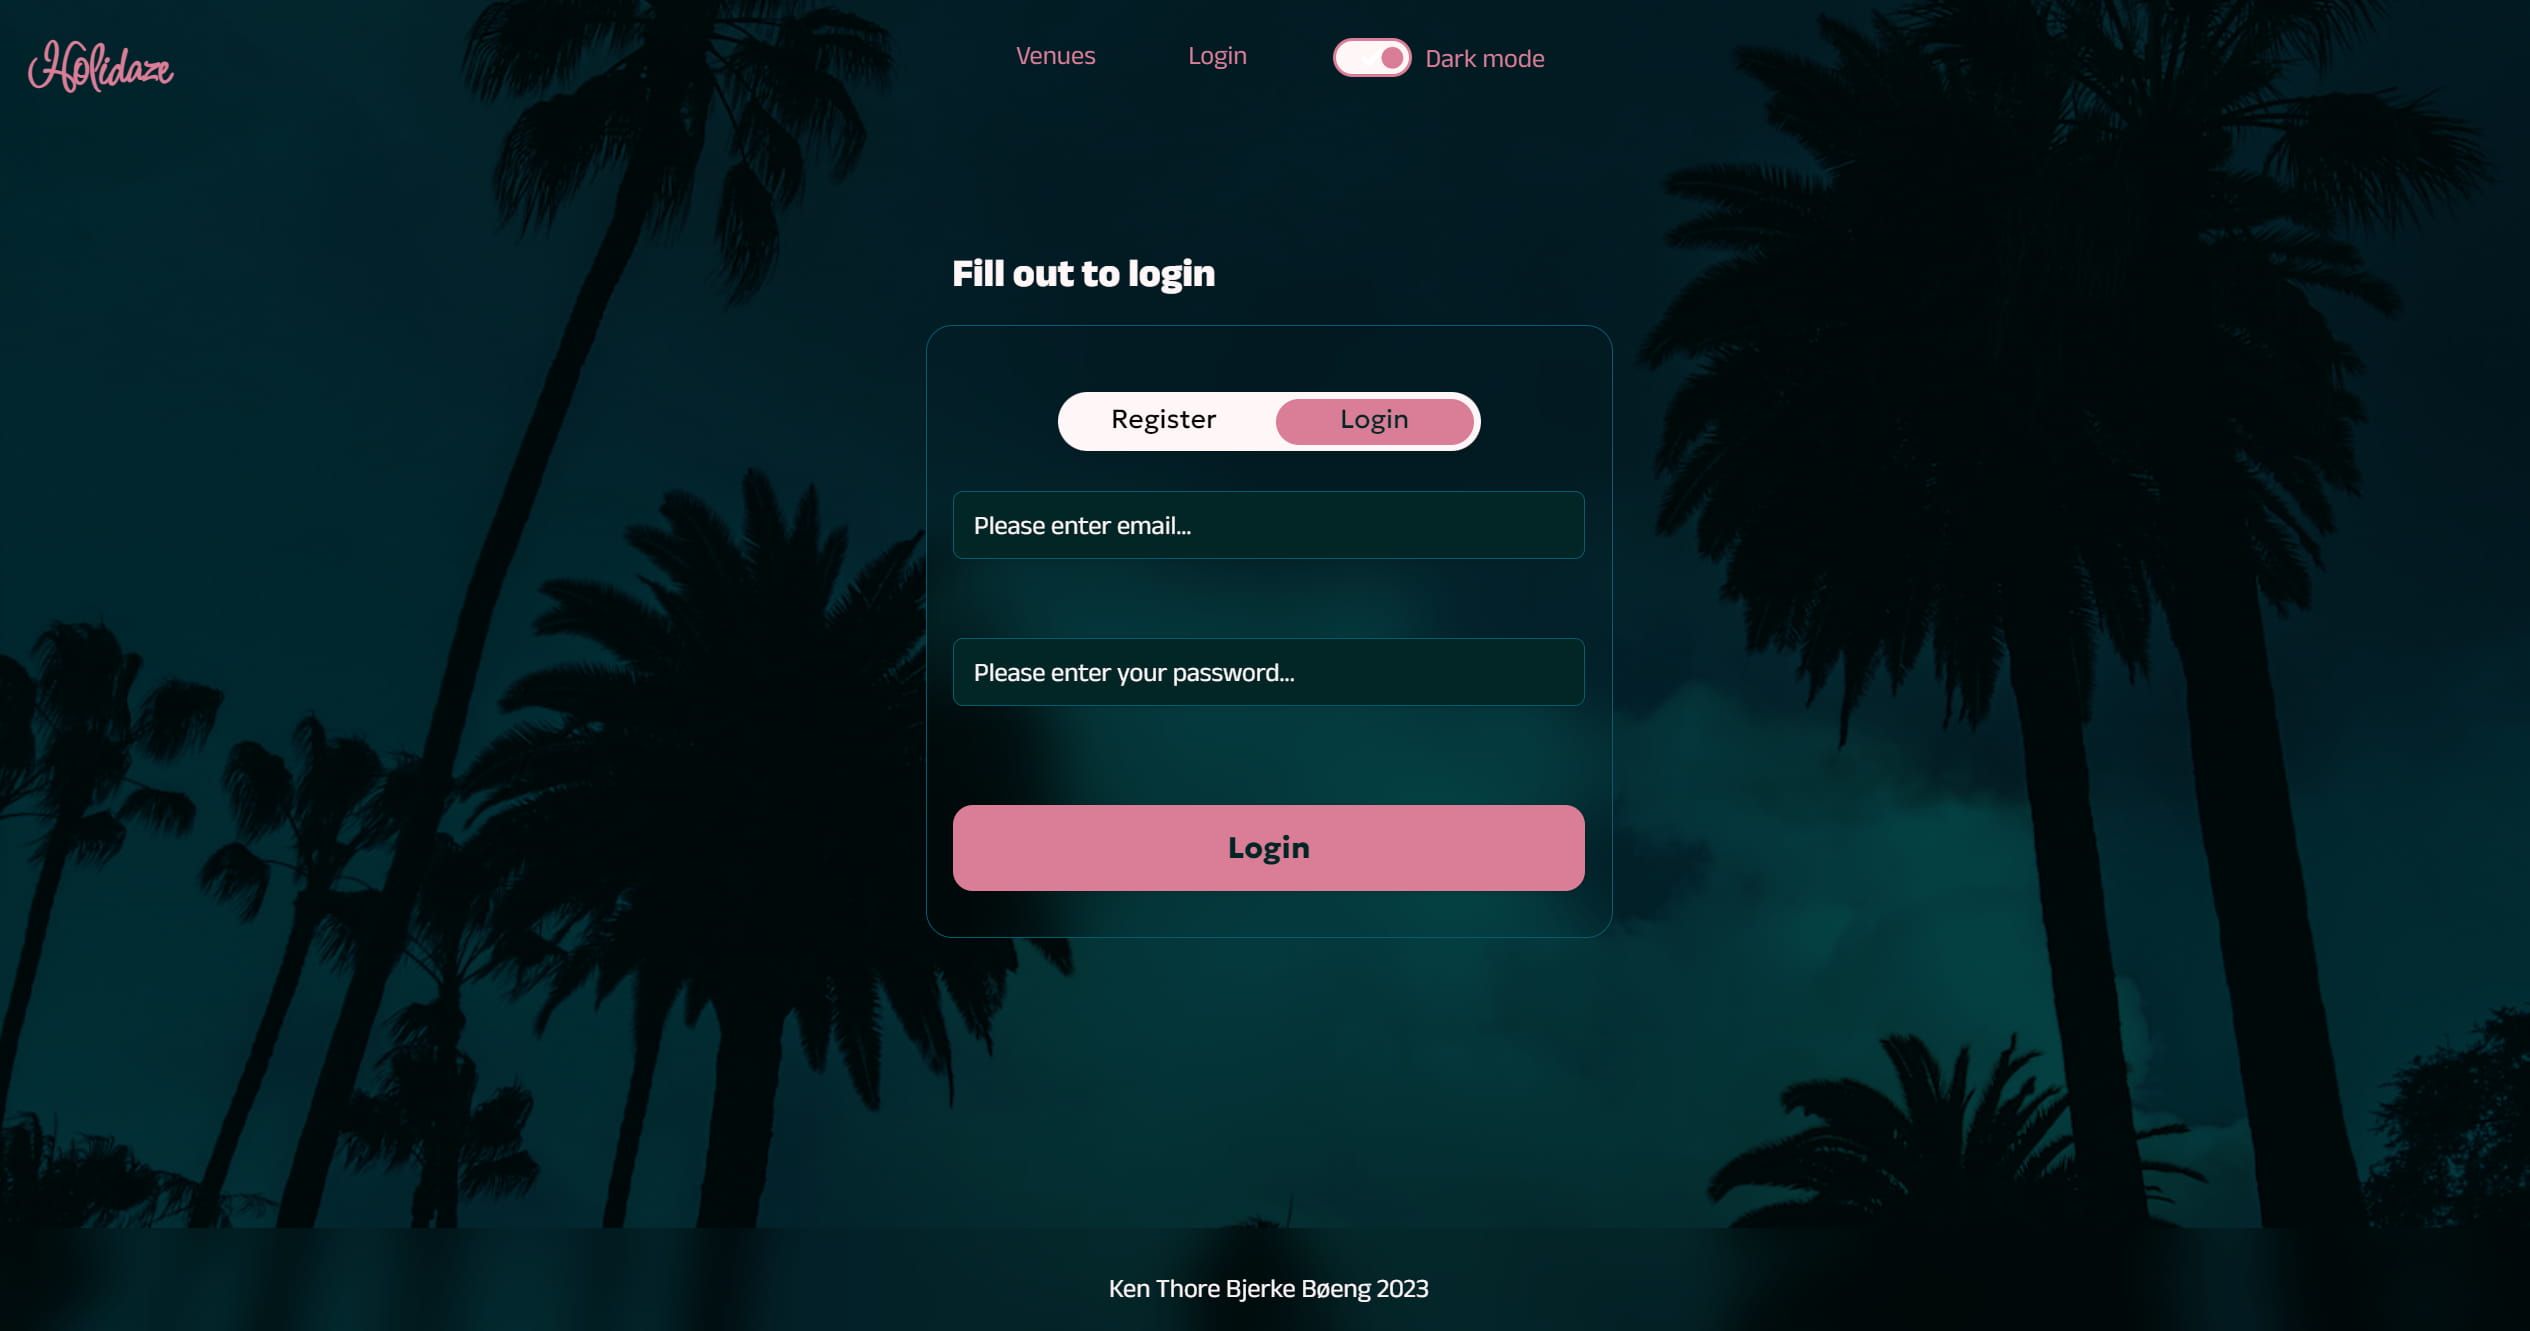 Holidaze
Venues
Login
Dark mode
Fill out to login
Register
Login
Please enter email...
Please enter your password...
Login
Ken Thore Bjerke Bøeng 2023